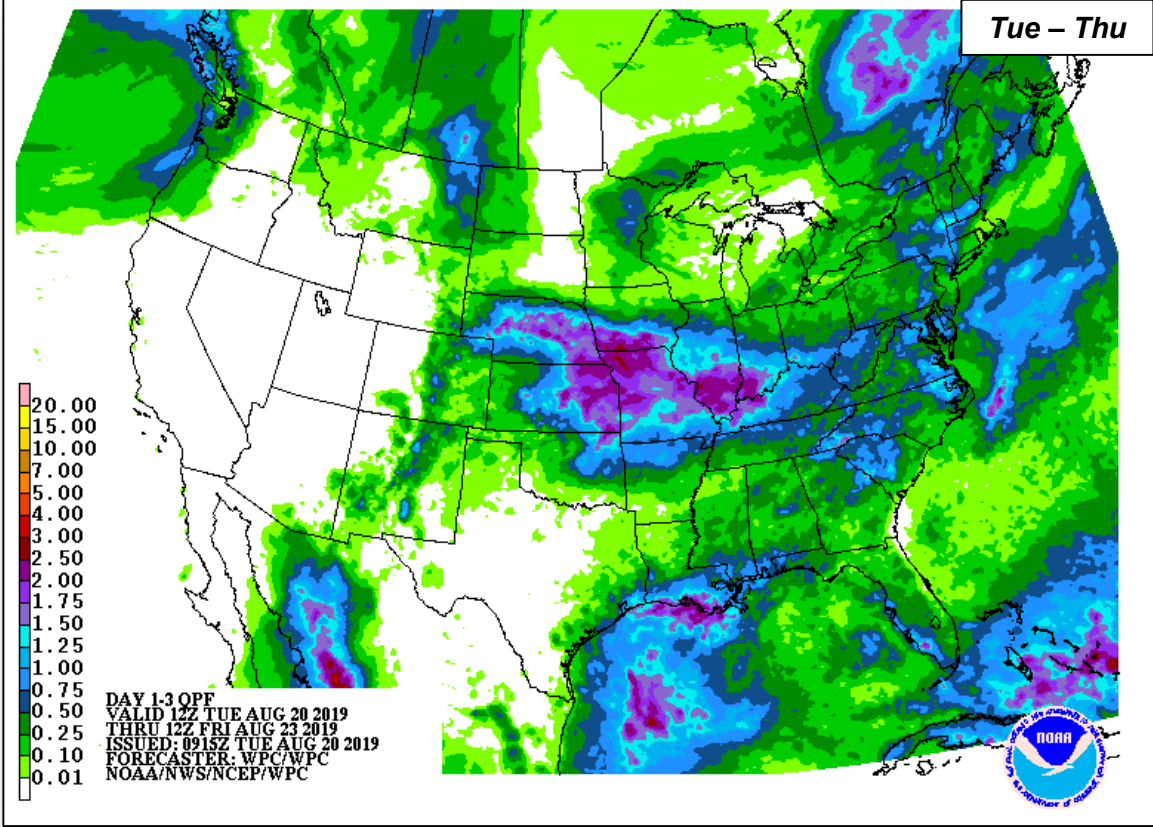 Tue – Thu
20.00
15.00
10.00
7.00
5.00
4.00
3.00
2.50
2.00
1.75
1.50
1.25
1.00
0.75
0.50
0.25
0.10
0.01
DAY 1-3 QPF
VALID 12Z TUE AUG 20 2019
THRU 12Z FRI AUG 23 2019
ISSUED: 0915Z TUE AUG 20 2019
FORECASTER: WPC/WPC
NOAA/NWS/NCEP/WPC
NOAA